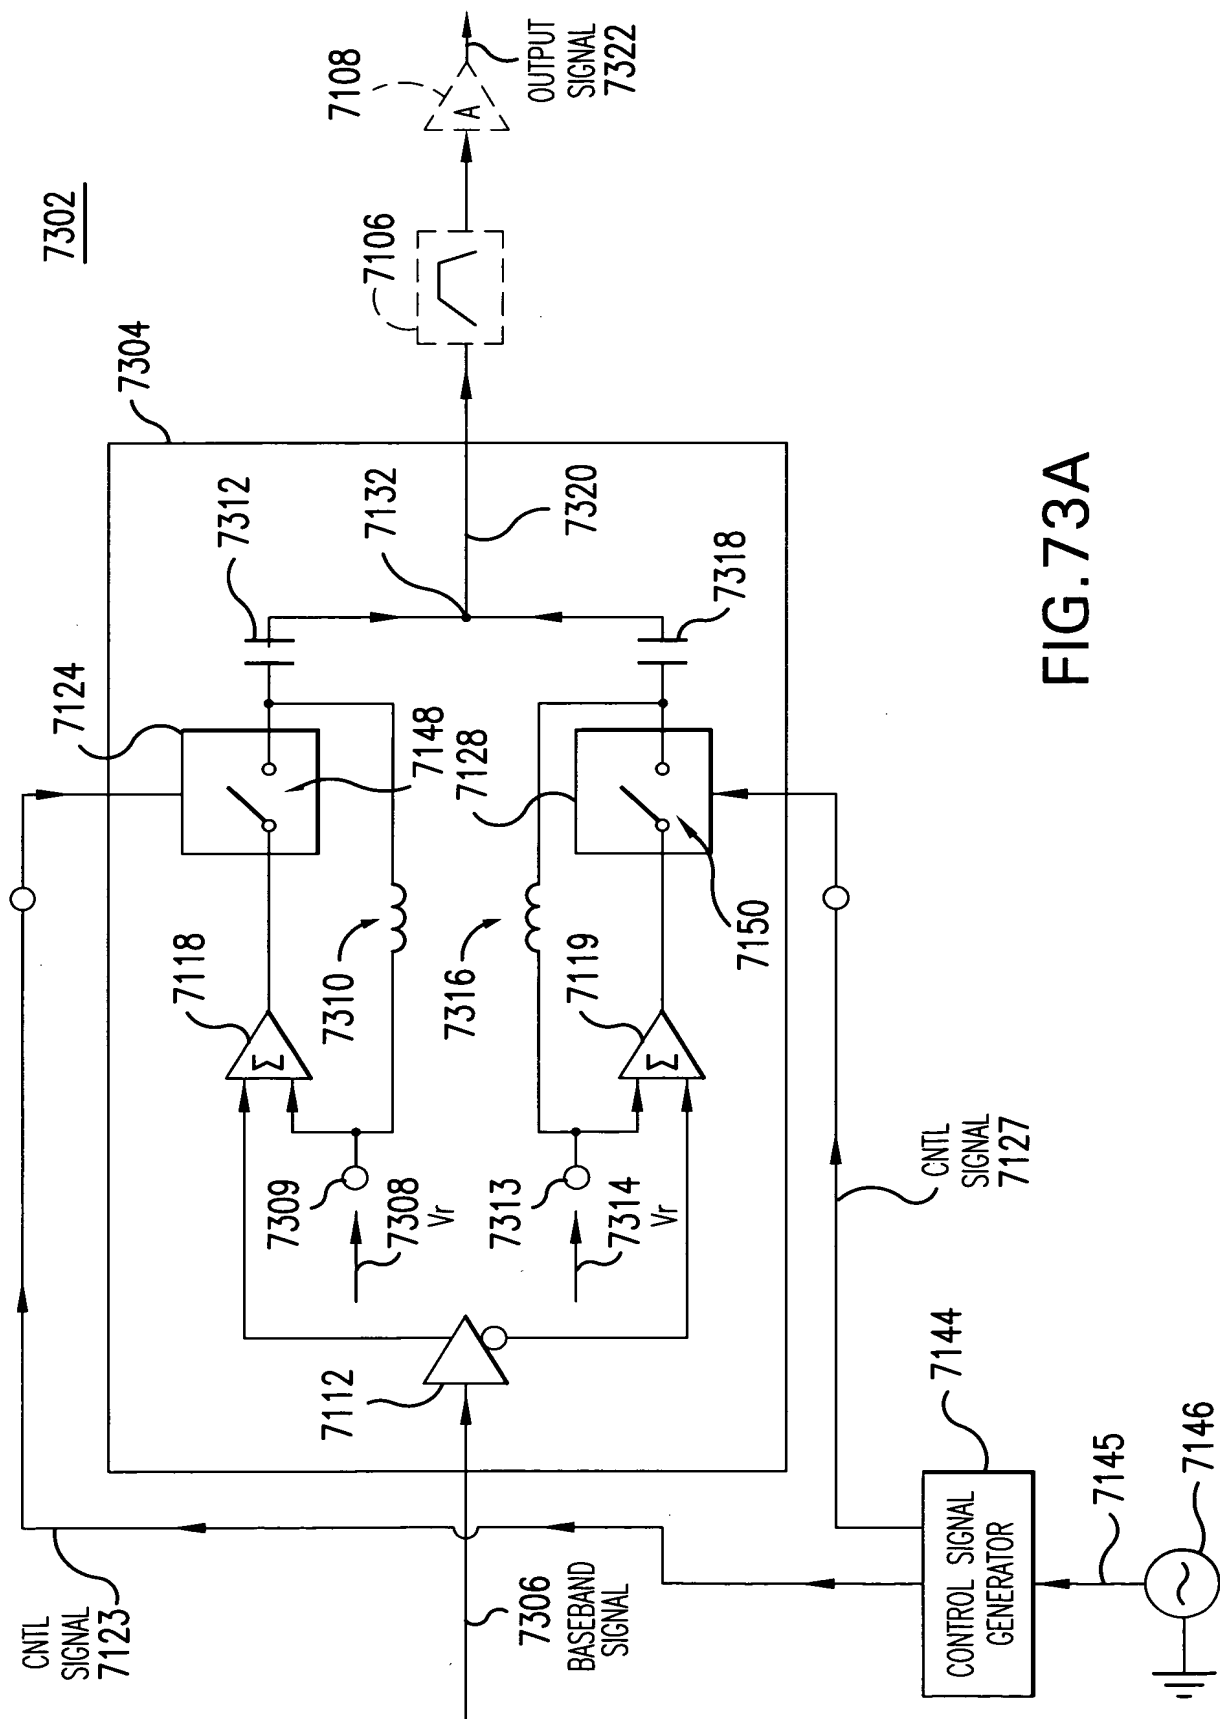 7302
7304
7108
A
OUTPUT
SIGNAL
7322
7106
7312
7132
7320
7318
7124
7148
7128
7150
7118
Σ
7310
7316
7119
Σ
7309
7308
Vr
7313
7314
Vr
7112
CNTL
SIGNAL
7123
7306
BASEBAND
SIGNAL
CNTL
SIGNAL
7127
7144
CONTROL SIGNAL
GENERATOR
7145
7146
FIG.73A